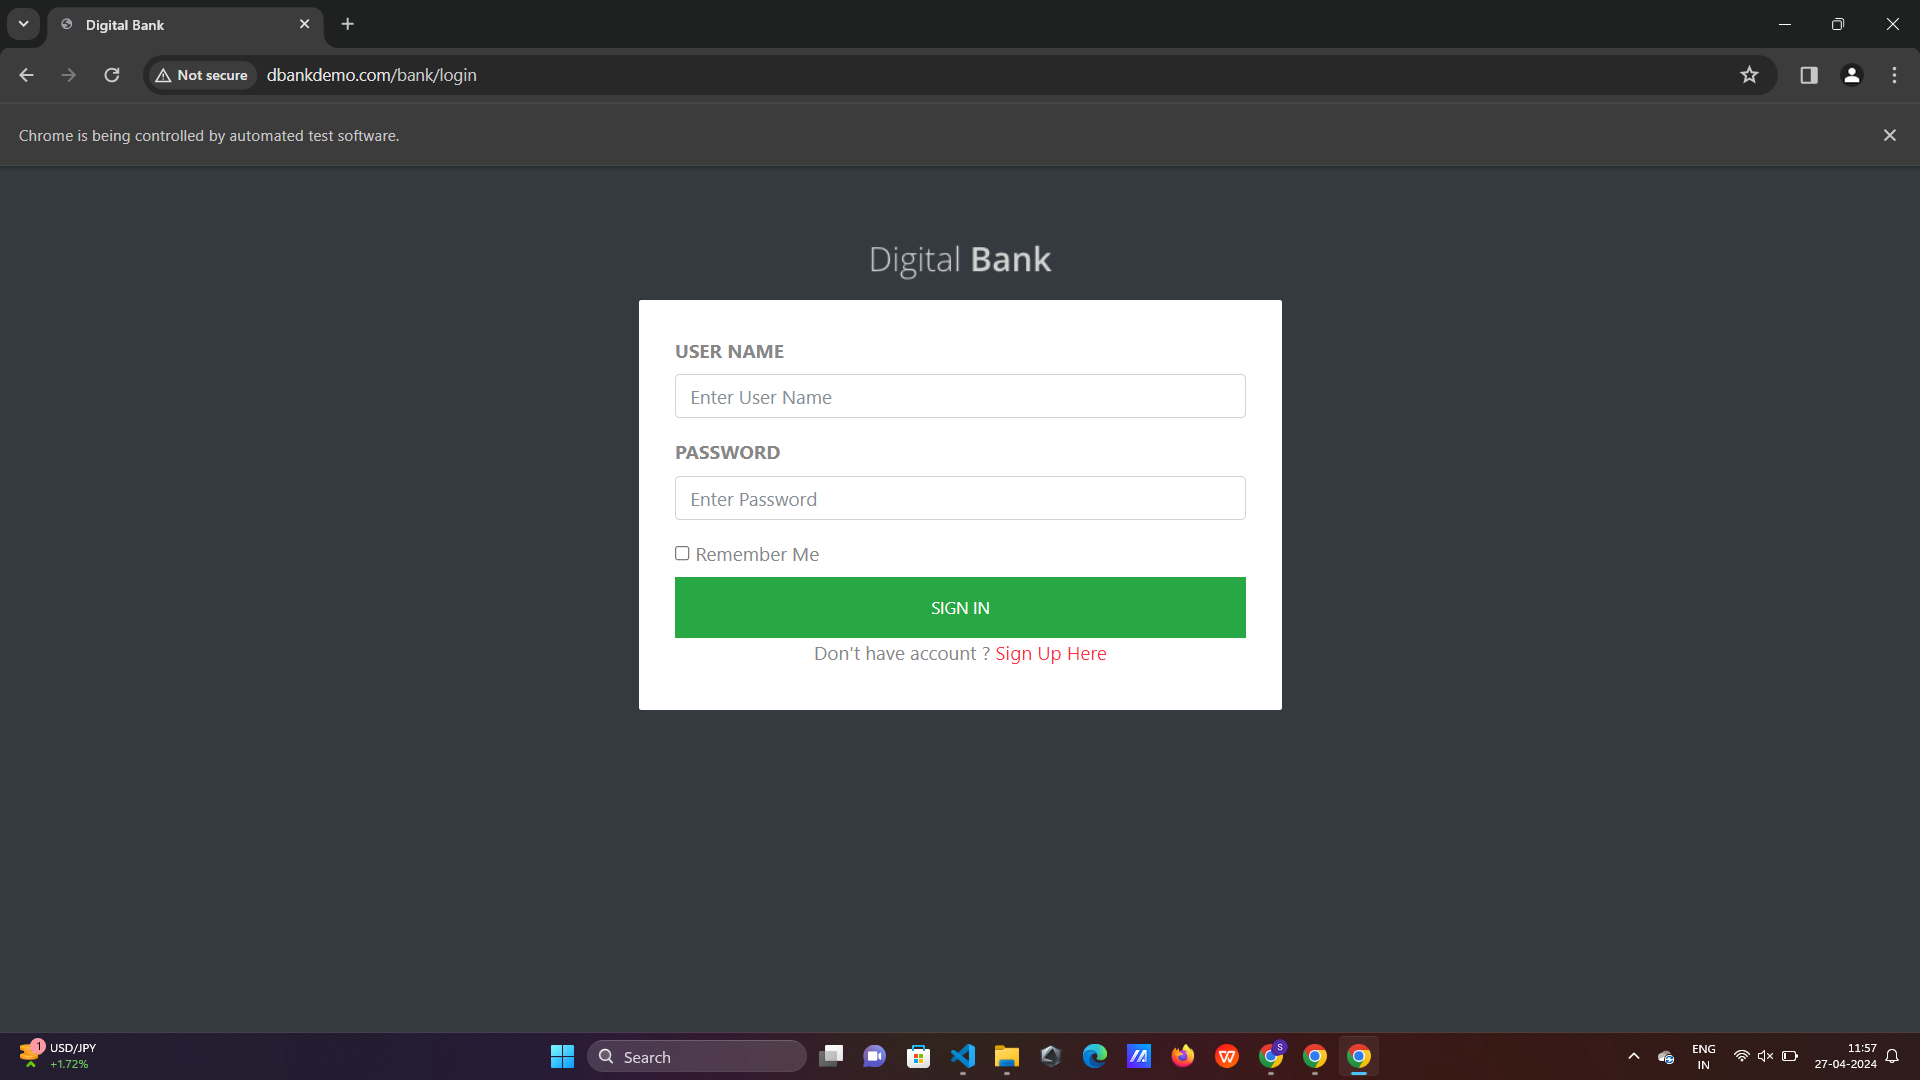 Digital Bank
Not secure
dbankdemo.com/bank/login
Chrome is being controlled by automated test software.
Digital Bank
USER NAME
Enter User Name
PASSWORD
Enter Password
Remember Me
SIGN IN
Don't have account ? Sign Up Here
1
USD/JPY
+1.72%
Search
S
ENG
IN
11:57
27-04-2024